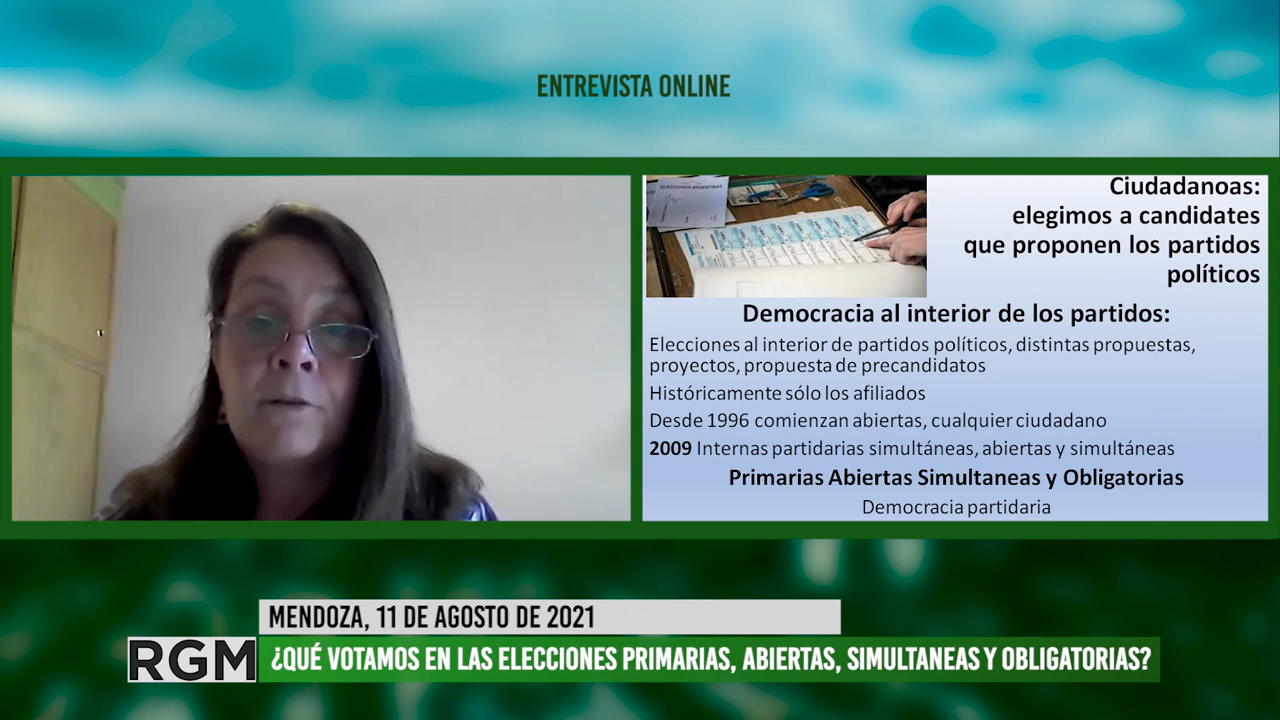 ENTREVISTA ONLINE
ELECCIONES ARGENTINAS
Ciudadanoas:
elegimos a candidates
que proponen los partidos
políticos
Democracia al interior de los partidos:
Elecciones al interior de partidos políticos, distintas propuestas,
proyectos, propuesta de precandidatos
Históricamente sólo los afiliados
Desde 1996 comienzan abiertas, cualquier ciudadano
2009 Internas partidarias simultáneas, abiertas y simultáneas
Primarias Abiertas Simultaneas y Obligatorias
Democracia partidaria
MENDOZA, 11 DE AGOSTO DE 2021
RGM
¿QUÉ VOTAMOS EN LAS ELECCIONES PRIMARIAS, ABIERTAS, SIMULTANEAS Y OBLIGATORIAS?